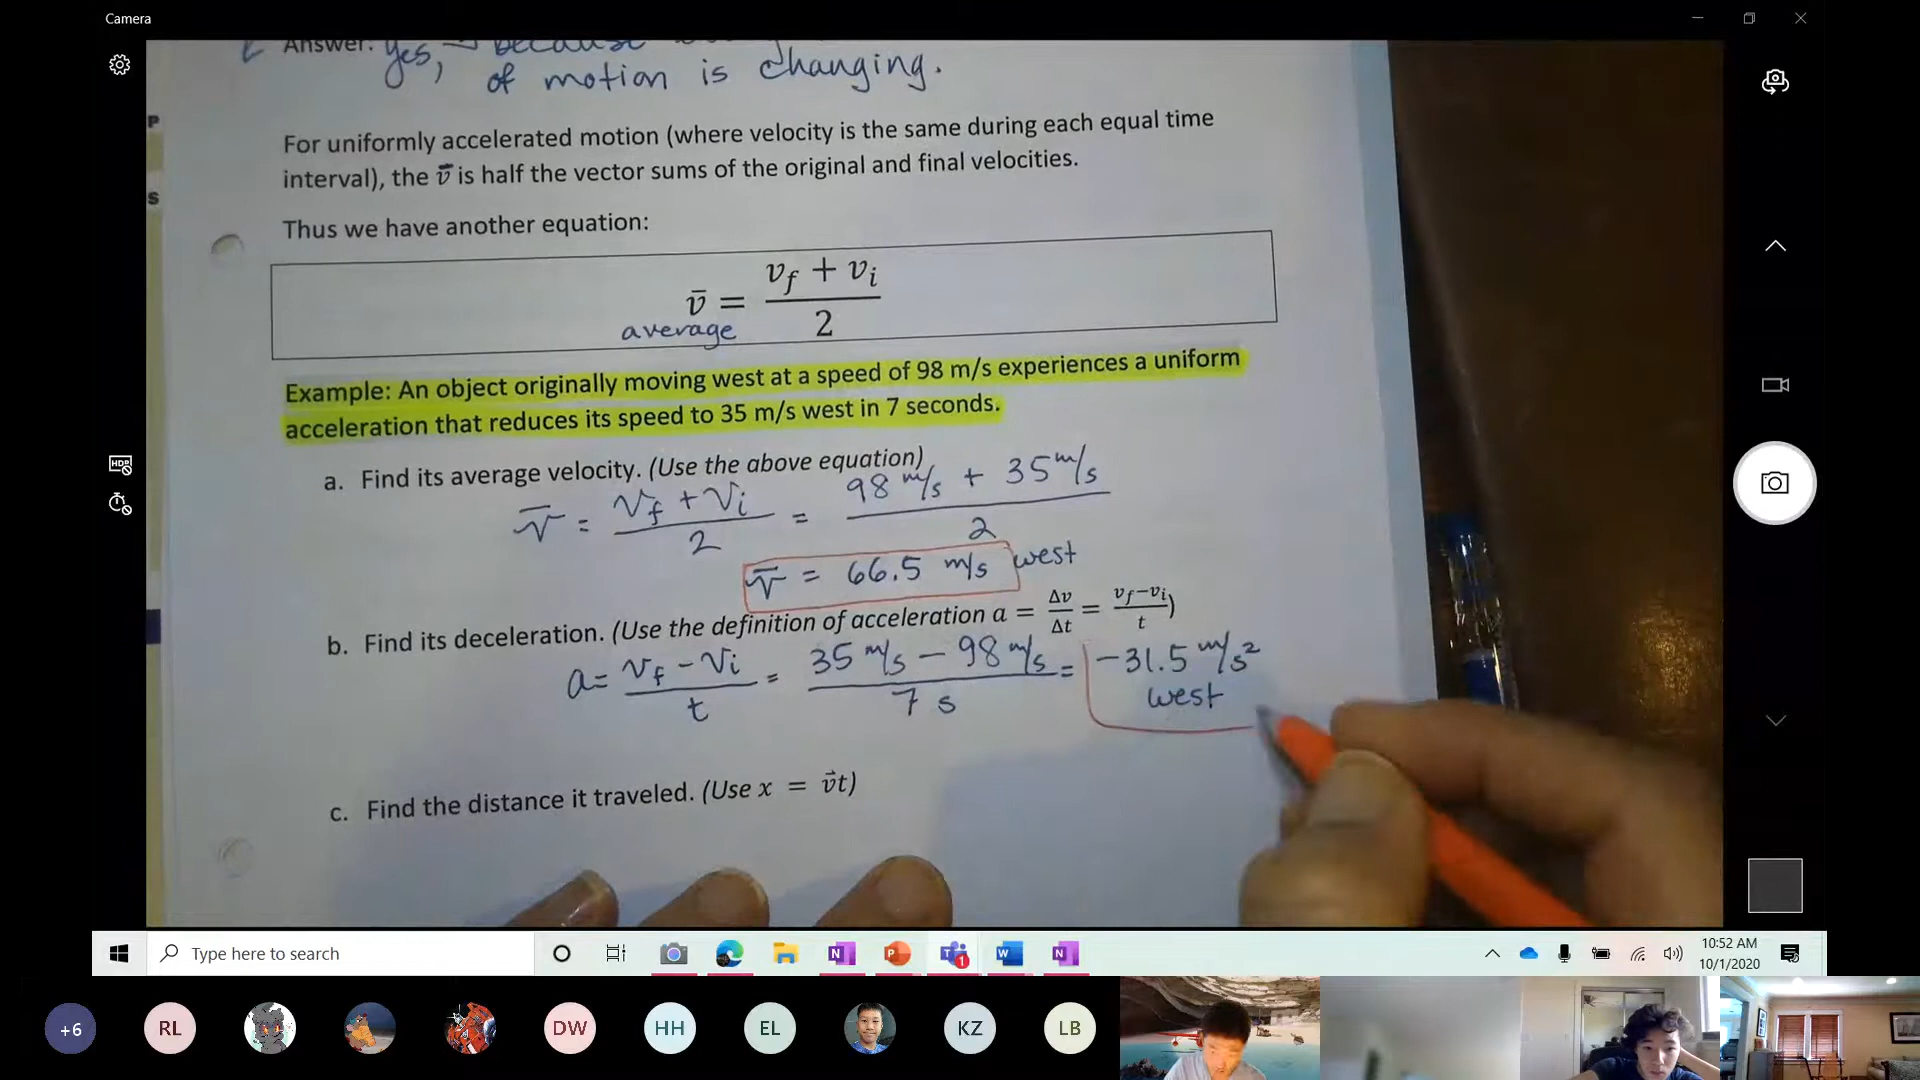 Camera
Answer: yes, → because
of motion is changing.
P
S
For uniformly accelerated motion (where velocity is the same during each equal time
interval), the v̄ is half the vector sums of the original and final velocities.
Thus we have another equation:
v̄ = (v_f + v_i)/2
average
Example: An object originally moving west at a speed of 98 m/s experiences a uniform
acceleration that reduces its speed to 35 m/s west in 7 seconds.
a. Find its average velocity. (Use the above equation)
v̄ = (v_f + v_i)/2 = (98 m/s + 35 m/s)/2
v̄ = 66.5 m/s west
b. Find its deceleration. (Use the definition of acceleration a = Δv/Δt = (v_f−v_i)/t)
a = (v_f - v_i)/t = (35 m/s - 98 m/s)/7 s = -31.5 m/s²
west
c. Find the distance it traveled. (Use x = v⃗t)
HDR
Type here to search
N
P
1
W
N
10:52 AM
10/1/2020
+6
RL
DW
HH
EL
KZ
LB